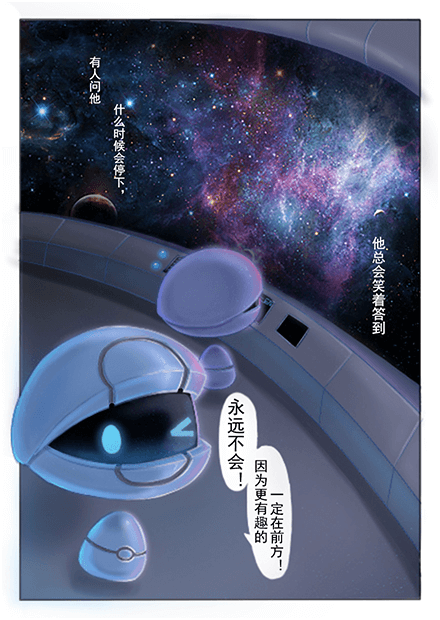 有人问他
什么时候会停下，
他总会笑着答到
永远不会！
因为更有趣的
一定在前方！